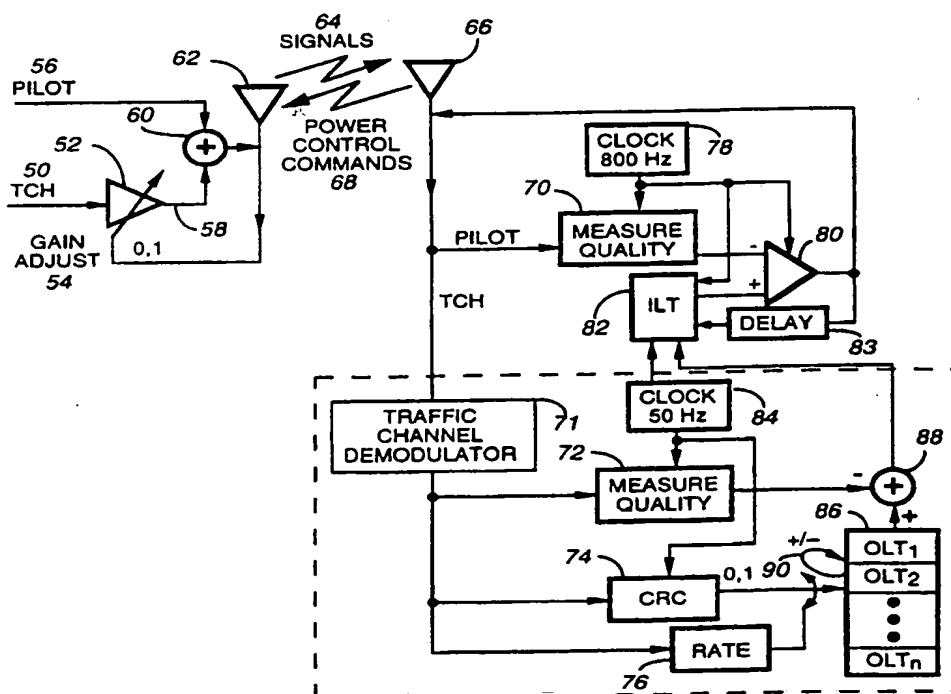 64
SIGNALS
66
62
56
PILOT
60
52
50
TCH
58
GAIN
ADJUST
54
0,1
POWER
CONTROL
COMMANDS
68
CLOCK
800 Hz
78
70
MEASURE
QUALITY
PILOT
-
+
80
82
ILT
DELAY
83
TCH
CLOCK
50 Hz
84
TRAFFIC
CHANNEL
DEMODULATOR
71
72
MEASURE
QUALITY
-
88
+
86
74
CRC
0,1
90
+/-
OLT1
OLT2
OLTn
RATE
76